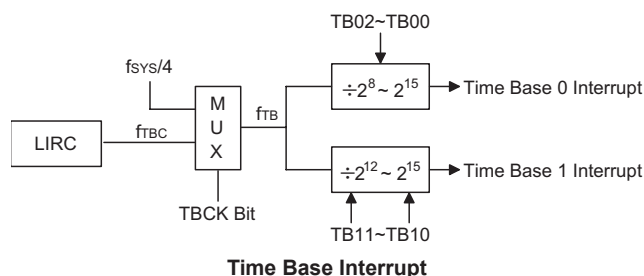 TB02~TB00
fSYS/4
÷2^8 ~ 2^15
Time Base 0 Interrupt
MUX
LIRC
fTBC
fTB
÷2^12 ~ 2^15
Time Base 1 Interrupt
TBCK Bit
TB11~TB10
Time Base Interrupt